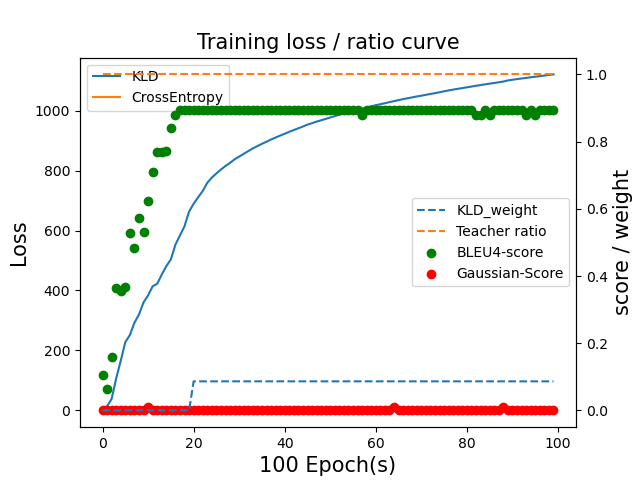 Training loss / ratio curve
KLD
CrossEntropy
KLD_weight
Teacher ratio
BLEU4-score
Gaussian-Score
Loss
score / weight
1000
800
600
400
200
0
1.0
0.8
0.6
0.4
0.2
0.0
0 20 40 60 80 100
100 Epoch(s)